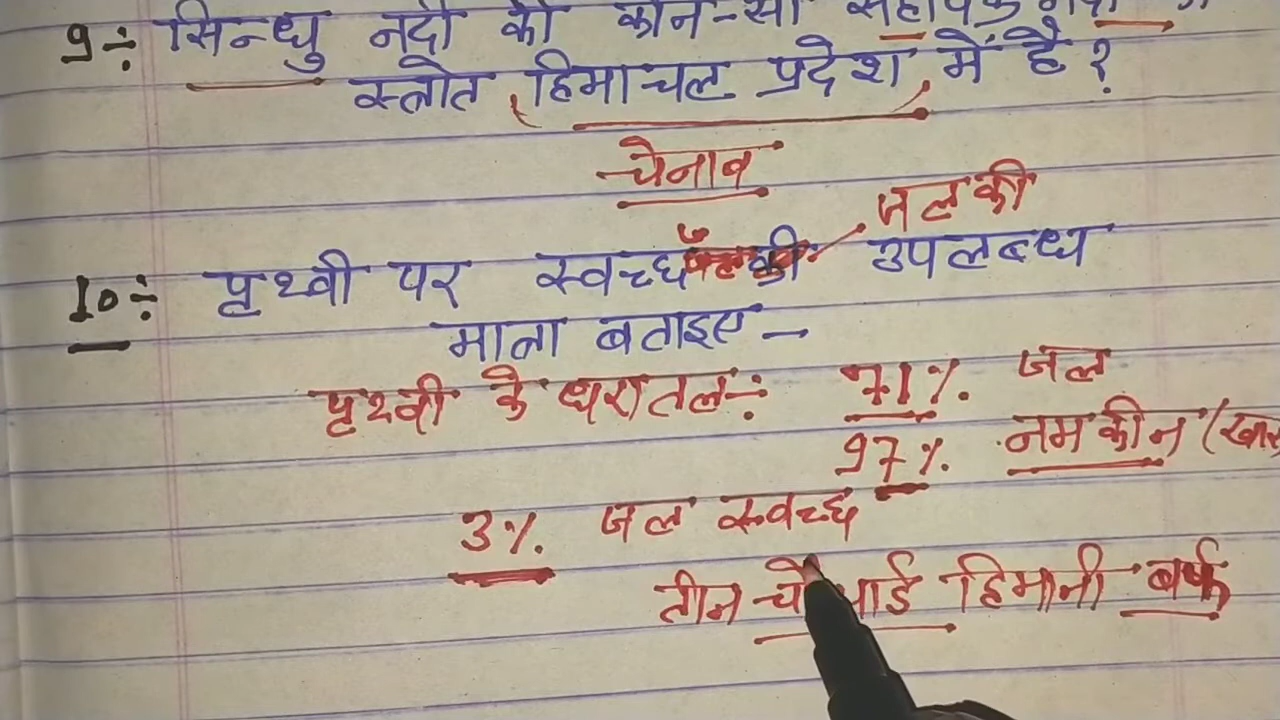 9÷ सिन्धु नदी की कौन-सी सहायक नदी का
स्त्रोत हिमाचल प्रदेश में है ?
चेनाब
जल की
10÷ पृथ्वी पर स्वच्छ की उपलब्ध
मात्रा बताइए -
पृथ्वी के धरातल÷ 71% जल
97% नमकीन (खारा
3% जल स्वच्छ
तीन हिमानी बर्फ